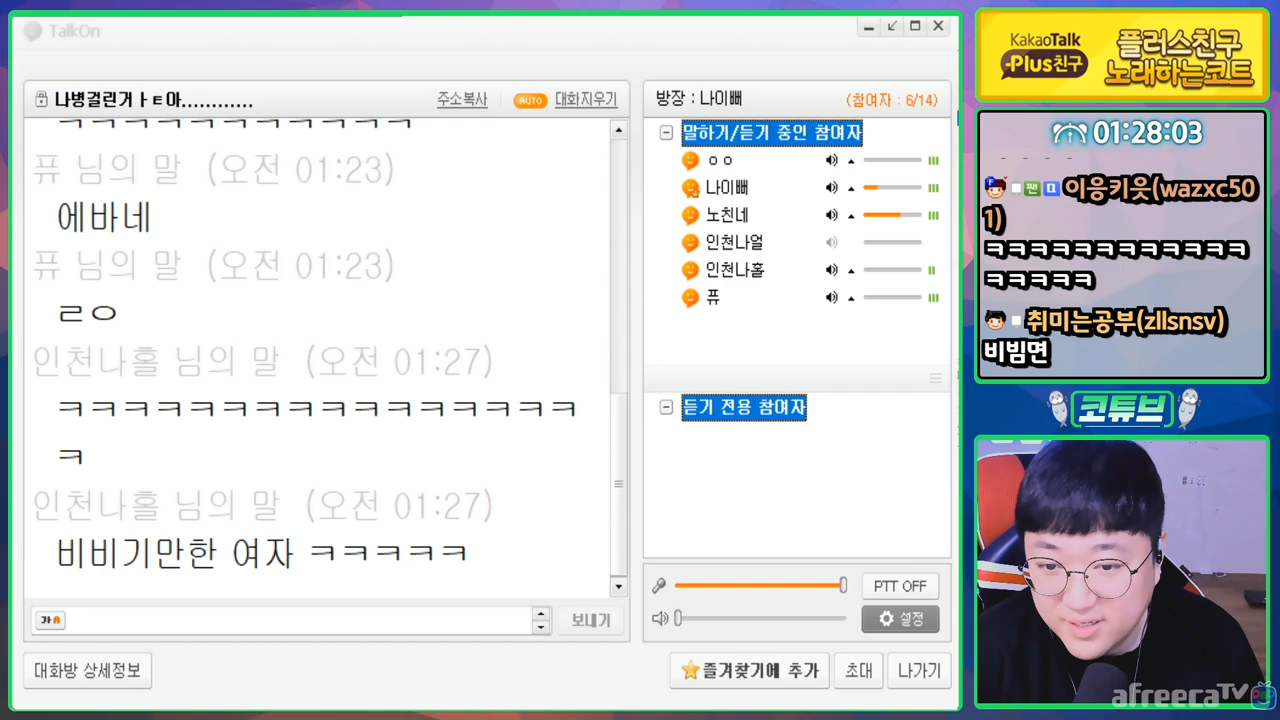 TalkOn
나병걸린거ㅏㅌ아............
주소복사
AUTO 대화지우기
ㅋㅋㅋㅋㅋㅋㅋㅋㅋㅋㅋ
퓨 님의 말 (오전 01:23)
에바네
퓨 님의 말 (오전 01:23)
ㄹㅇ
인천나홀 님의 말 (오전 01:27)
ㅋㅋㅋㅋㅋㅋㅋㅋㅋㅋㅋㅋㅋㅋㅋㅋ
ㅋ
인천나홀 님의 말 (오전 01:27)
비비기만한 여자 ㅋㅋㅋㅋㅋ
가A
보내기
대화방 상세정보
방장 : 나이뻐
(참여자 : 6/14)
말하기/듣기 중인 참여자
ㅇㅇ
나이뻐
노친네
인천나얼
인천나홀
퓨
듣기 전용 참여자
PTT OFF
설정
즐겨찾기에 추가
초대
나가기
KakaoTalk
Plus친구
플러스친구
노래하는코트
01:28:03
F 팬 이응키읏(wazxc50
1)
ㅋㅋㅋㅋㅋㅋㅋㅋㅋㅋㅋㅋ
ㅋㅋㅋㅋㅋ
취미는공부(zllsnsv)
비빔면
코튜브
afreecaTV